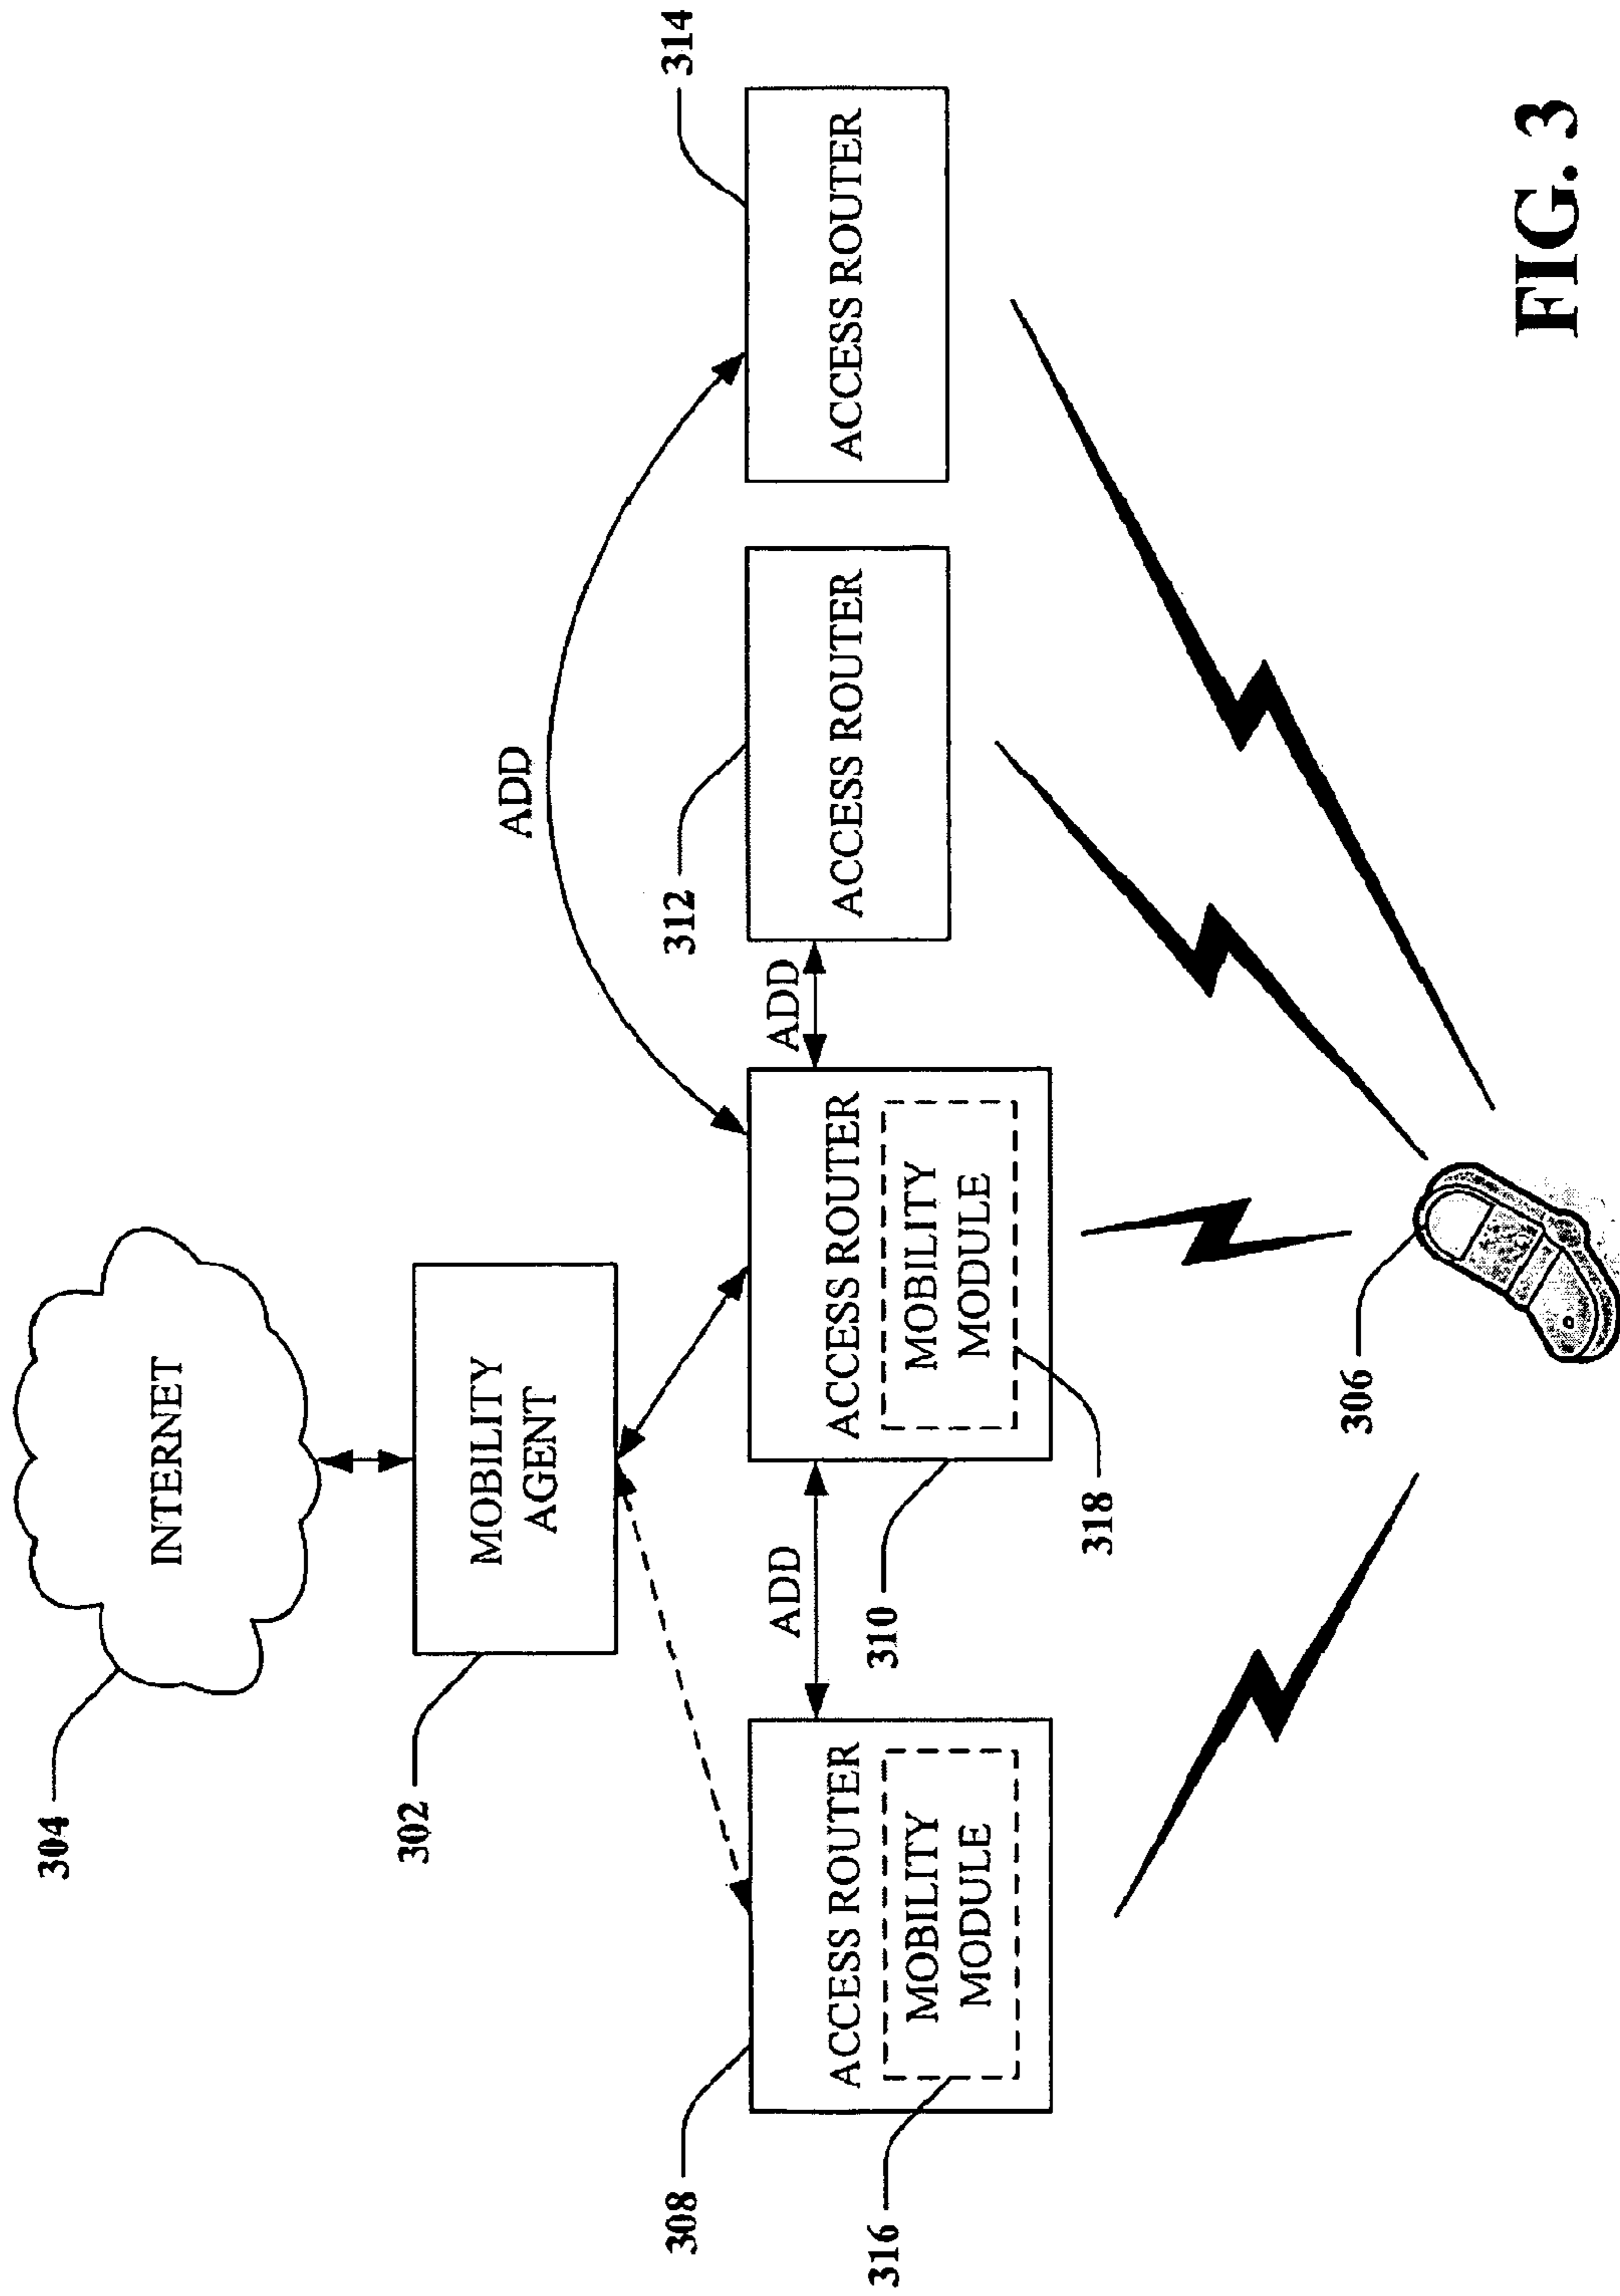 304
INTERNET
302
MOBILITY
AGENT
ADD
308
ACCESS ROUTER
MOBILITY
MODULE
316
ADD
310
ACCESS ROUTER
MOBILITY
MODULE
318
ADD
312
ACCESS ROUTER
314
ACCESS ROUTER
306
FIG. 3